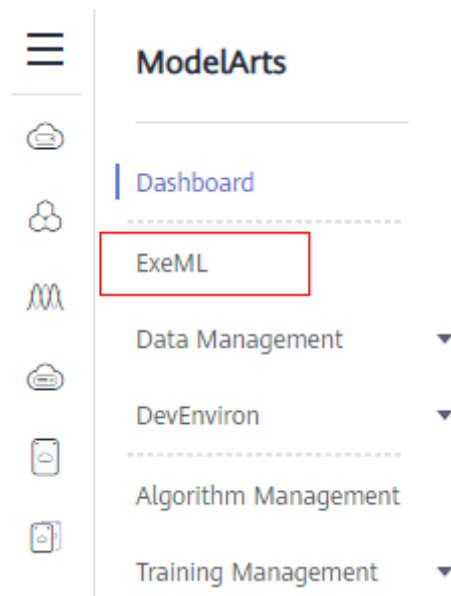 ModelArts
Dashboard
ExeML
Data Management
DevEnviron
Algorithm Management
Training Management